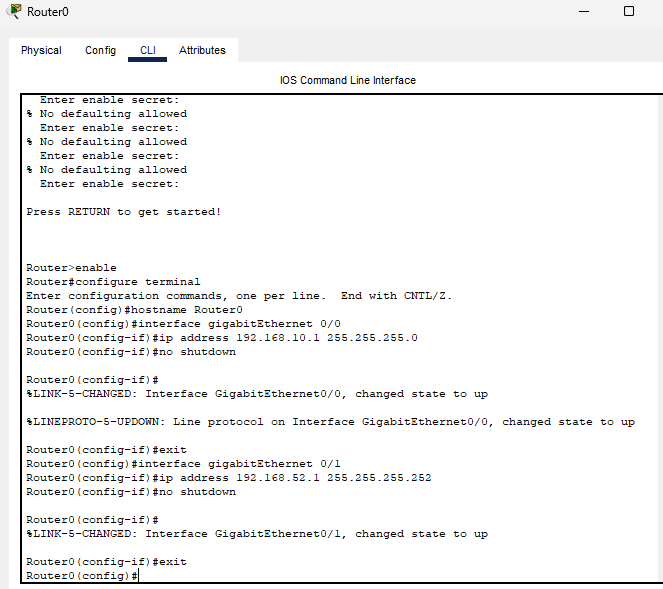 Router0
Physical Config CLI Attributes
IOS Command Line Interface
Enter enable secret:
% No defaulting allowed
Enter enable secret:
% No defaulting allowed
Enter enable secret:
% No defaulting allowed
Enter enable secret:
Press RETURN to get started!
Router>enable
Router#configure terminal
Enter configuration commands, one per line.  End with CNTL/Z.
Router(config)#hostname Router0
Router0(config)#interface gigabitEthernet 0/0
Router0(config-if)#ip address 192.168.10.1 255.255.255.0
Router0(config-if)#no shutdown
Router0(config-if)#
%LINK-5-CHANGED: Interface GigabitEthernet0/0, changed state to up
%LINEPROTO-5-UPDOWN: Line protocol on Interface GigabitEthernet0/0, changed state to up
Router0(config-if)#exit
Router0(config)#interface gigabitEthernet 0/1
Router0(config-if)#ip address 192.168.52.1 255.255.255.252
Router0(config-if)#no shutdown
Router0(config-if)#
%LINK-5-CHANGED: Interface GigabitEthernet0/1, changed state to up
Router0(config-if)#exit
Router0(config)#